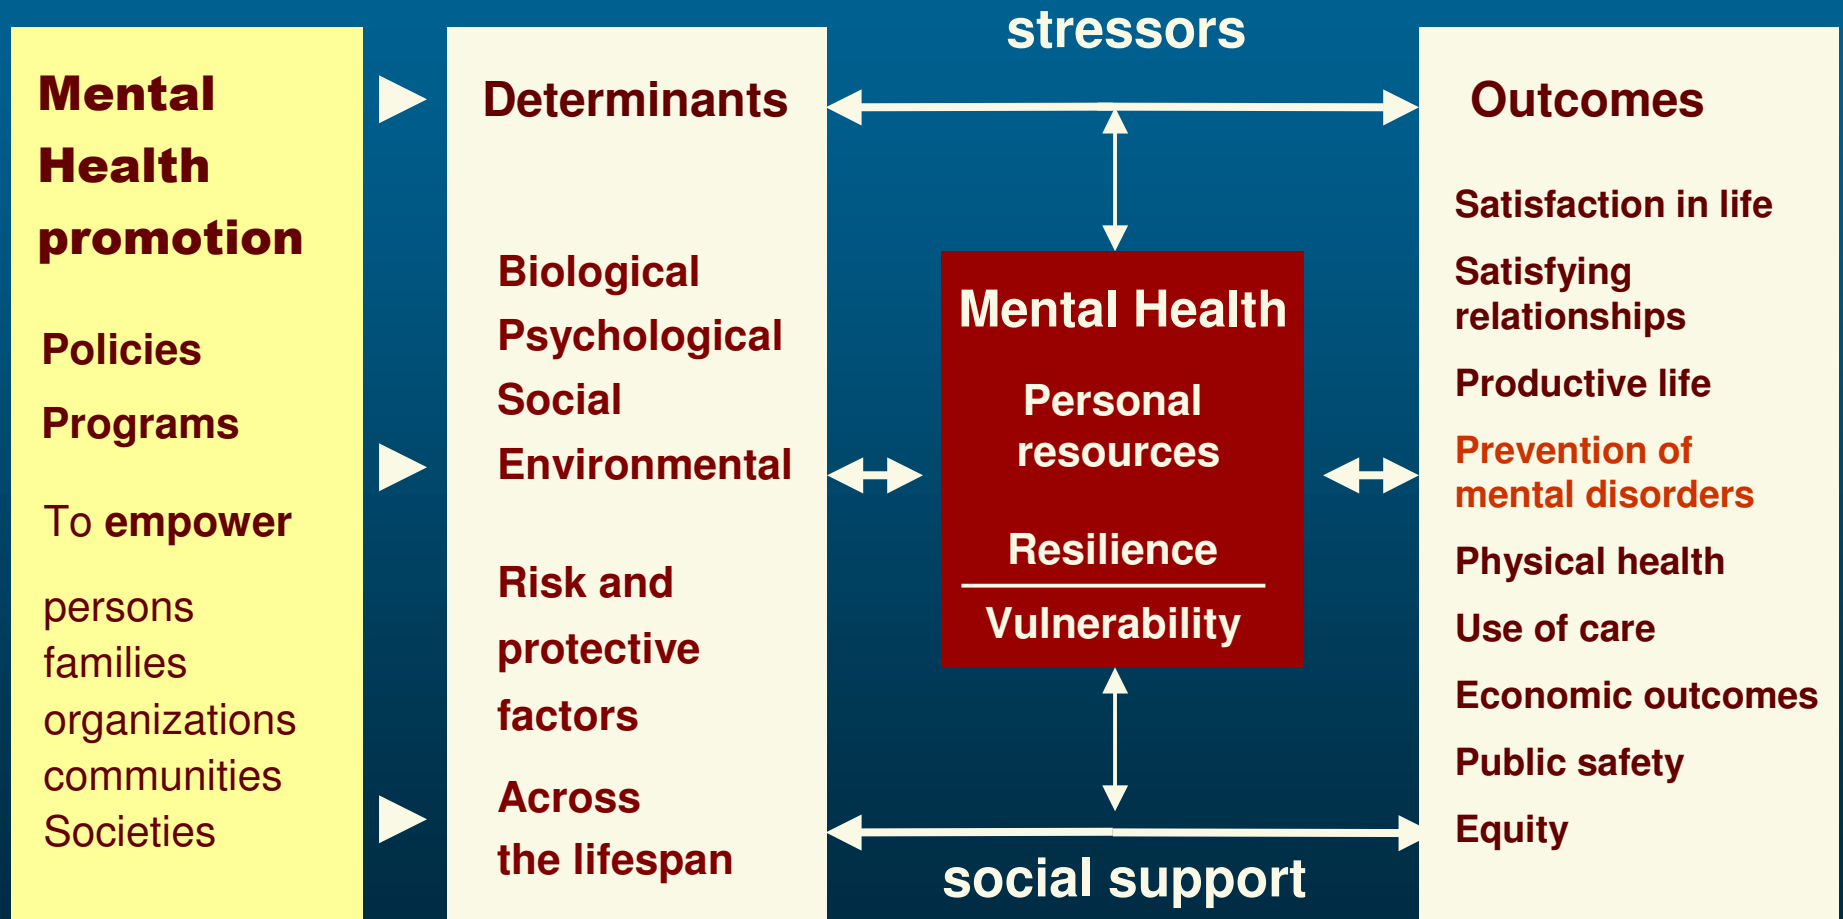 Mental
Health
promotion
Policies
Programs
To empower
persons
families
organizations
communities
Societies
Determinants
Biological
Psychological
Social
Environmental
Risk and
protective
factors
Across
the lifespan
stressors
Mental Health
Personal
resources
Resilience
Vulnerability
social support
Outcomes
Satisfaction in life
Satisfying
relationships
Productive life
Prevention of
mental disorders
Physical health
Use of care
Economic outcomes
Public safety
Equity